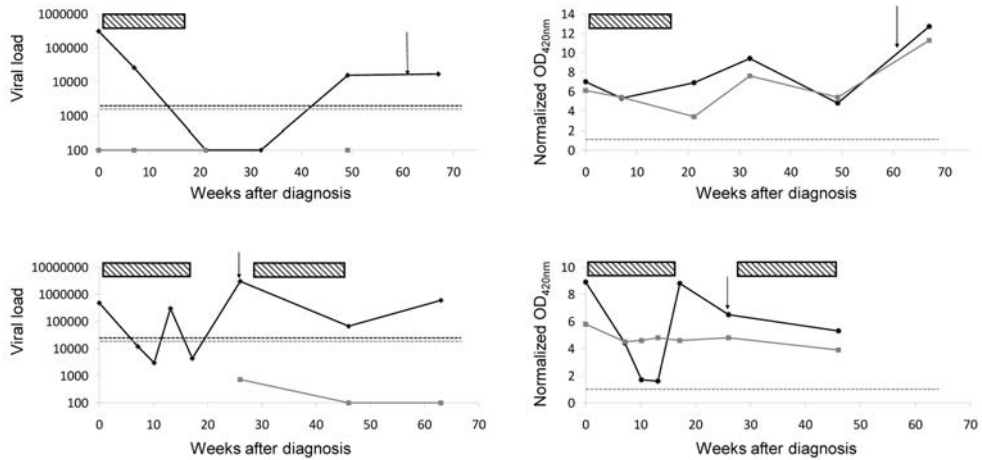 1000000
100000
10000
1000
100
Viral load
0 10 20 30 40 50 60 70
Weeks after diagnosis
14
12
10
8
6
4
2
0
Normalized OD420nm
0 10 20 30 40 50 60 70
Weeks after diagnosis
10000000
1000000
100000
10000
1000
100
Viral load
0 10 20 30 40 50 60 70
Weeks after diagnosis
10
8
6
4
2
0
Normalized OD420nm
0 10 20 30 40 50 60 70
Weeks after diagnosis